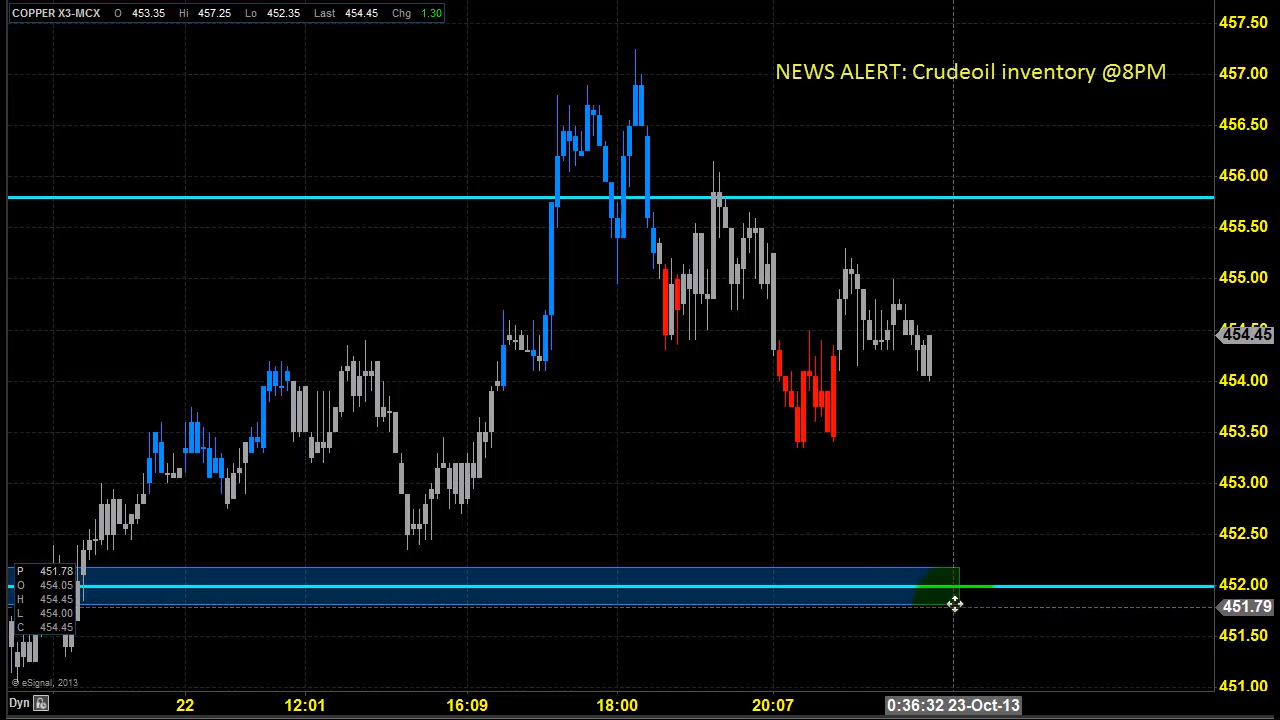 COPPER X3-MCX O 453.35 Hi 457.25 Lo 452.35 Last 454.45 Chg 1.30
NEWS ALERT: Crudeoil inventory @8PM
457.50
457.00
456.50
456.00
455.50
455.00
454.45
454.00
453.50
453.00
452.50
452.00
451.79
451.50
451.00
P 451.78
O 454.05
H 454.45
L 454.00
C 454.45
© eSignal, 2013
Dyn
22 12:01 16:09 18:00 20:07 0:36:32 23-Oct-13